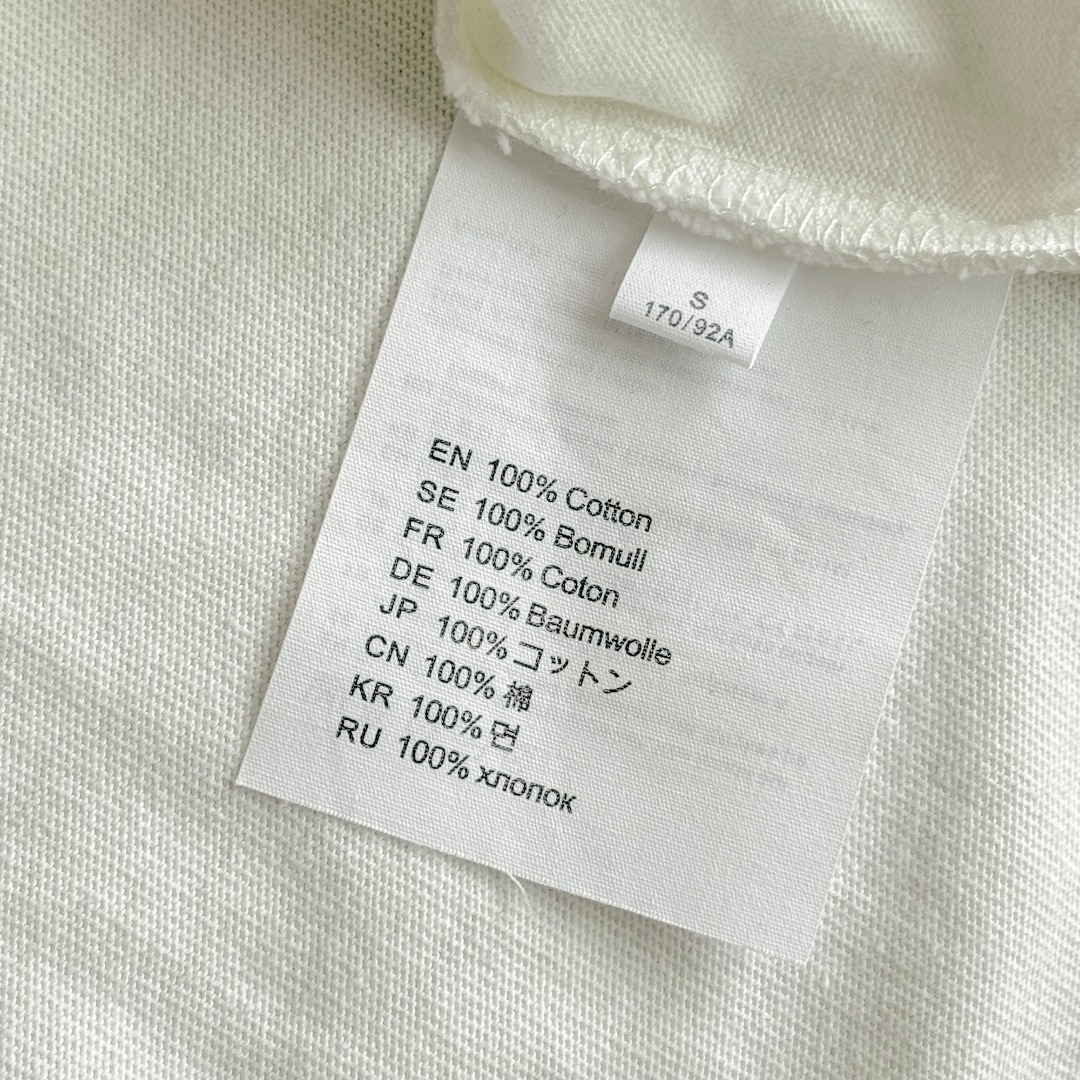 S
170/92A
EN 100% Cotton
SE 100% Bomull
FR 100% Coton
DE 100% Baumwolle
JP 100% コットン
CN 100% 棉
KR 100% 면
RU 100% хлопок